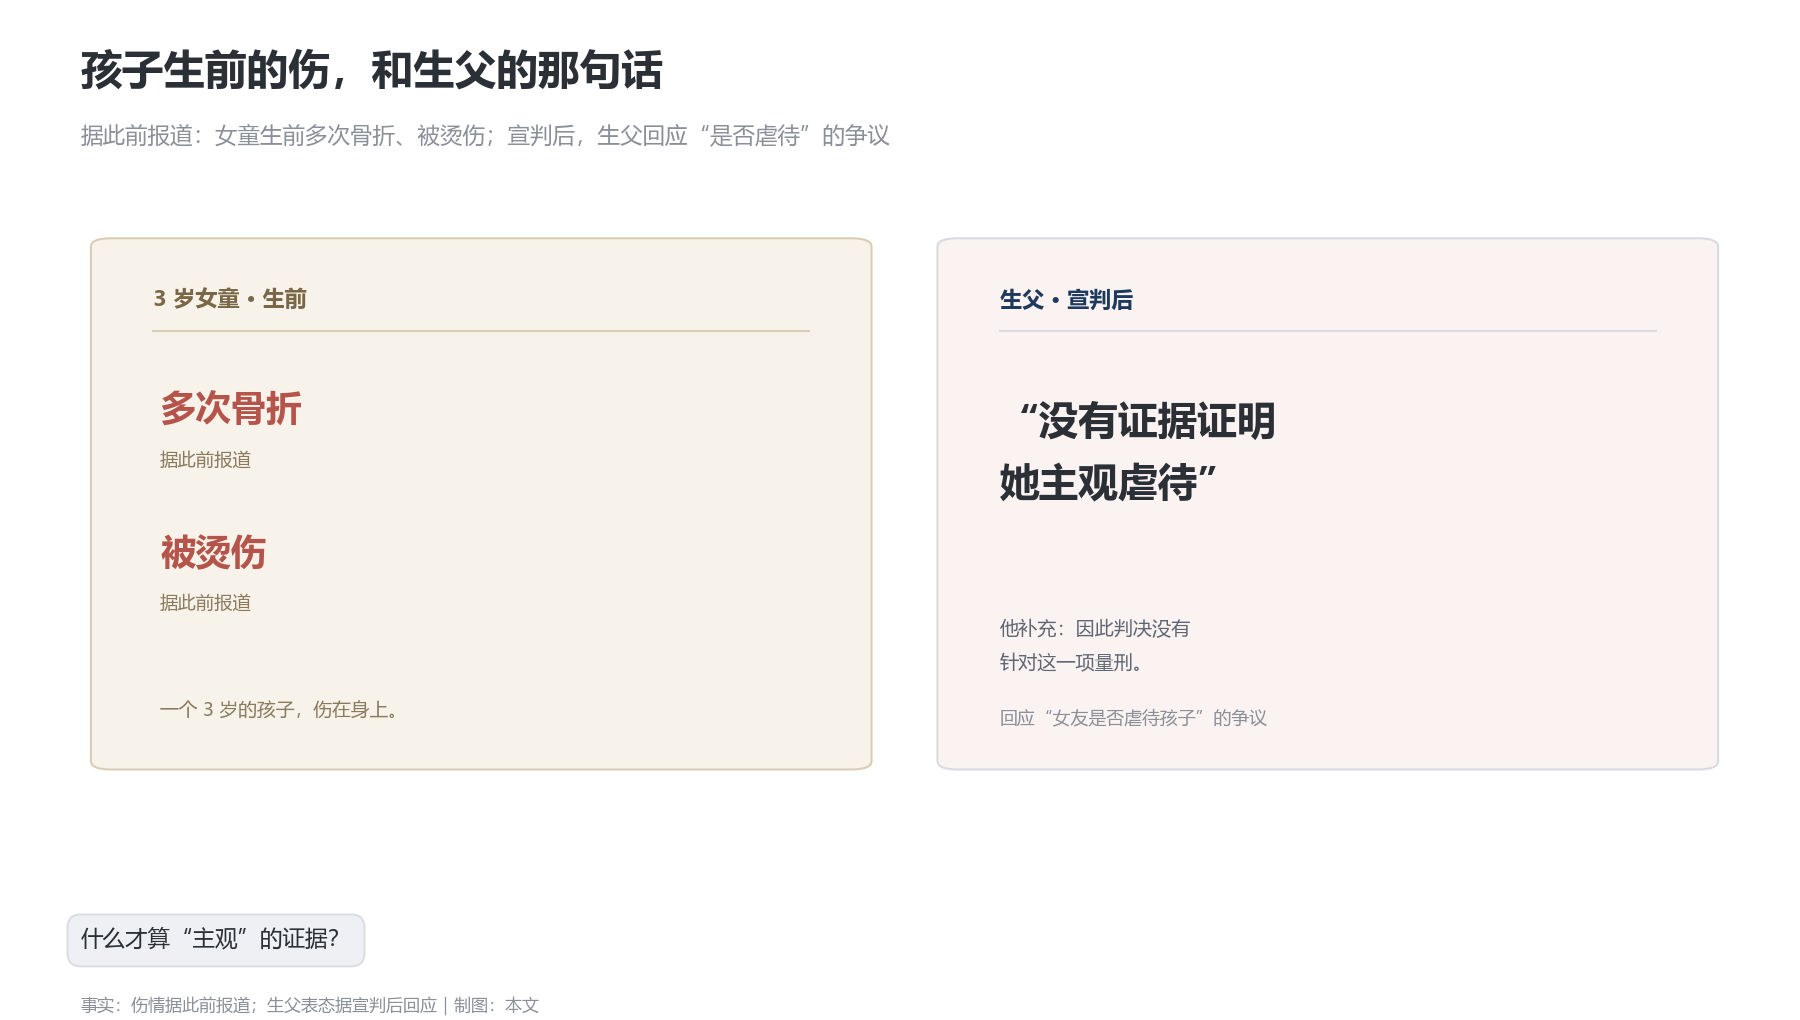 孩子生前的伤，和生父的那句话
据此前报道：女童生前多次骨折、被烫伤；宣判后，生父回应“是否虐待”的争议
3 岁女童 • 生前
多次骨折
据此前报道
被烫伤
据此前报道
一个 3 岁的孩子，伤在身上。
生父 • 宣判后
“没有证据证明
她主观虐待”
他补充：因此判决没有
针对这一项量刑。
回应“女友是否虐待孩子”的争议
什么才算“主观”的证据？
事实：伤情据此前报道；生父表态据宣判后回应 | 制图：本文